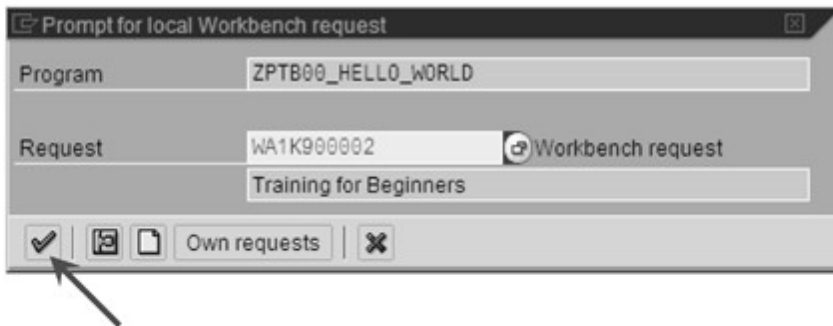 Prompt for local Workbench request
Program ZPTB00_HELLO_WORLD
Request WA1K900002 Workbench request
Training for Beginners
Own requests